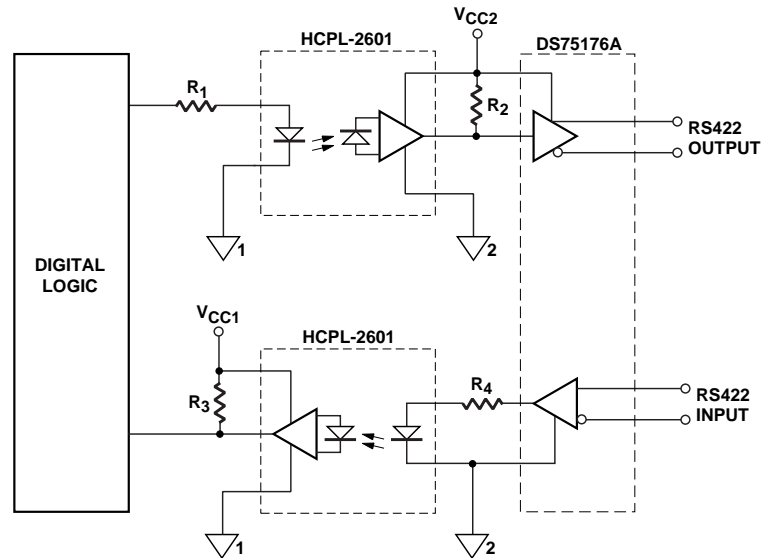 HCPL-2601
VCC2
DS75176A
R1
R2
RS422
OUTPUT
1
2
DIGITAL
LOGIC
VCC1
HCPL-2601
R3
R4
RS422
INPUT
1
2